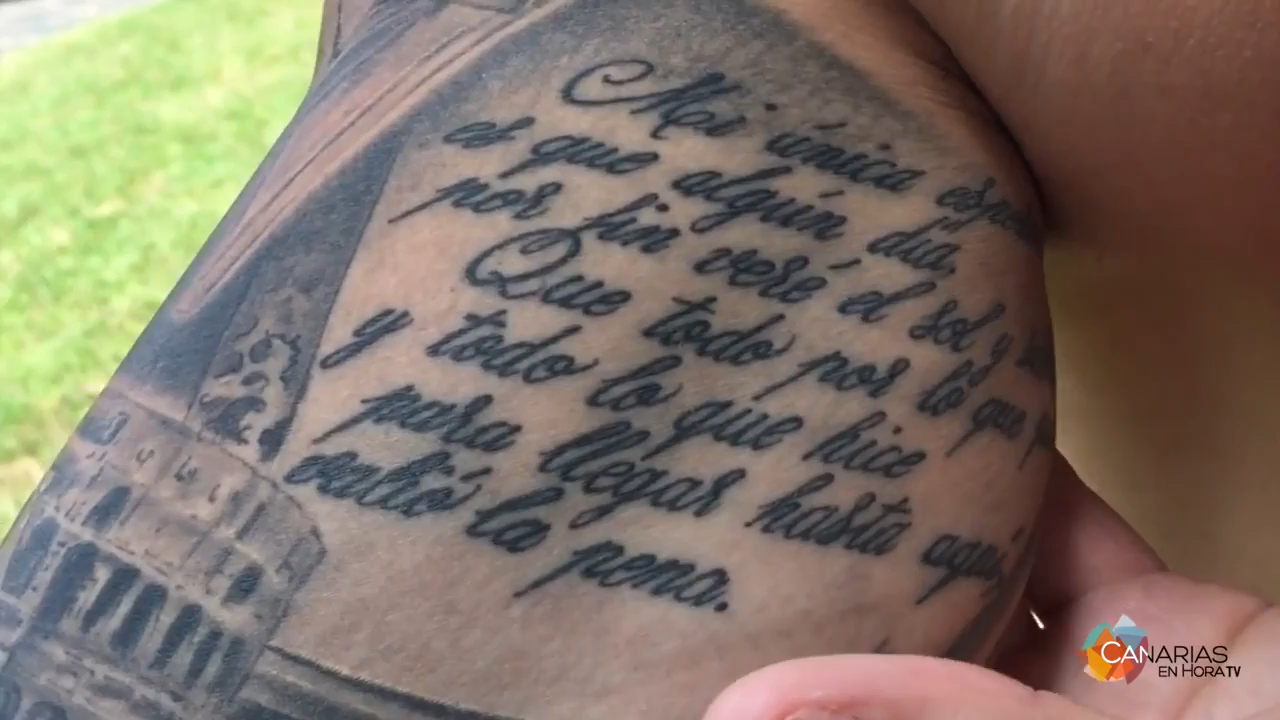 Mi única
es que algún día,
por fin veré el sol y
Que todo por lo que
y todo lo que hice
para llegar hasta aquí,
valió la pena.
CANARIAS
EN HORA TV